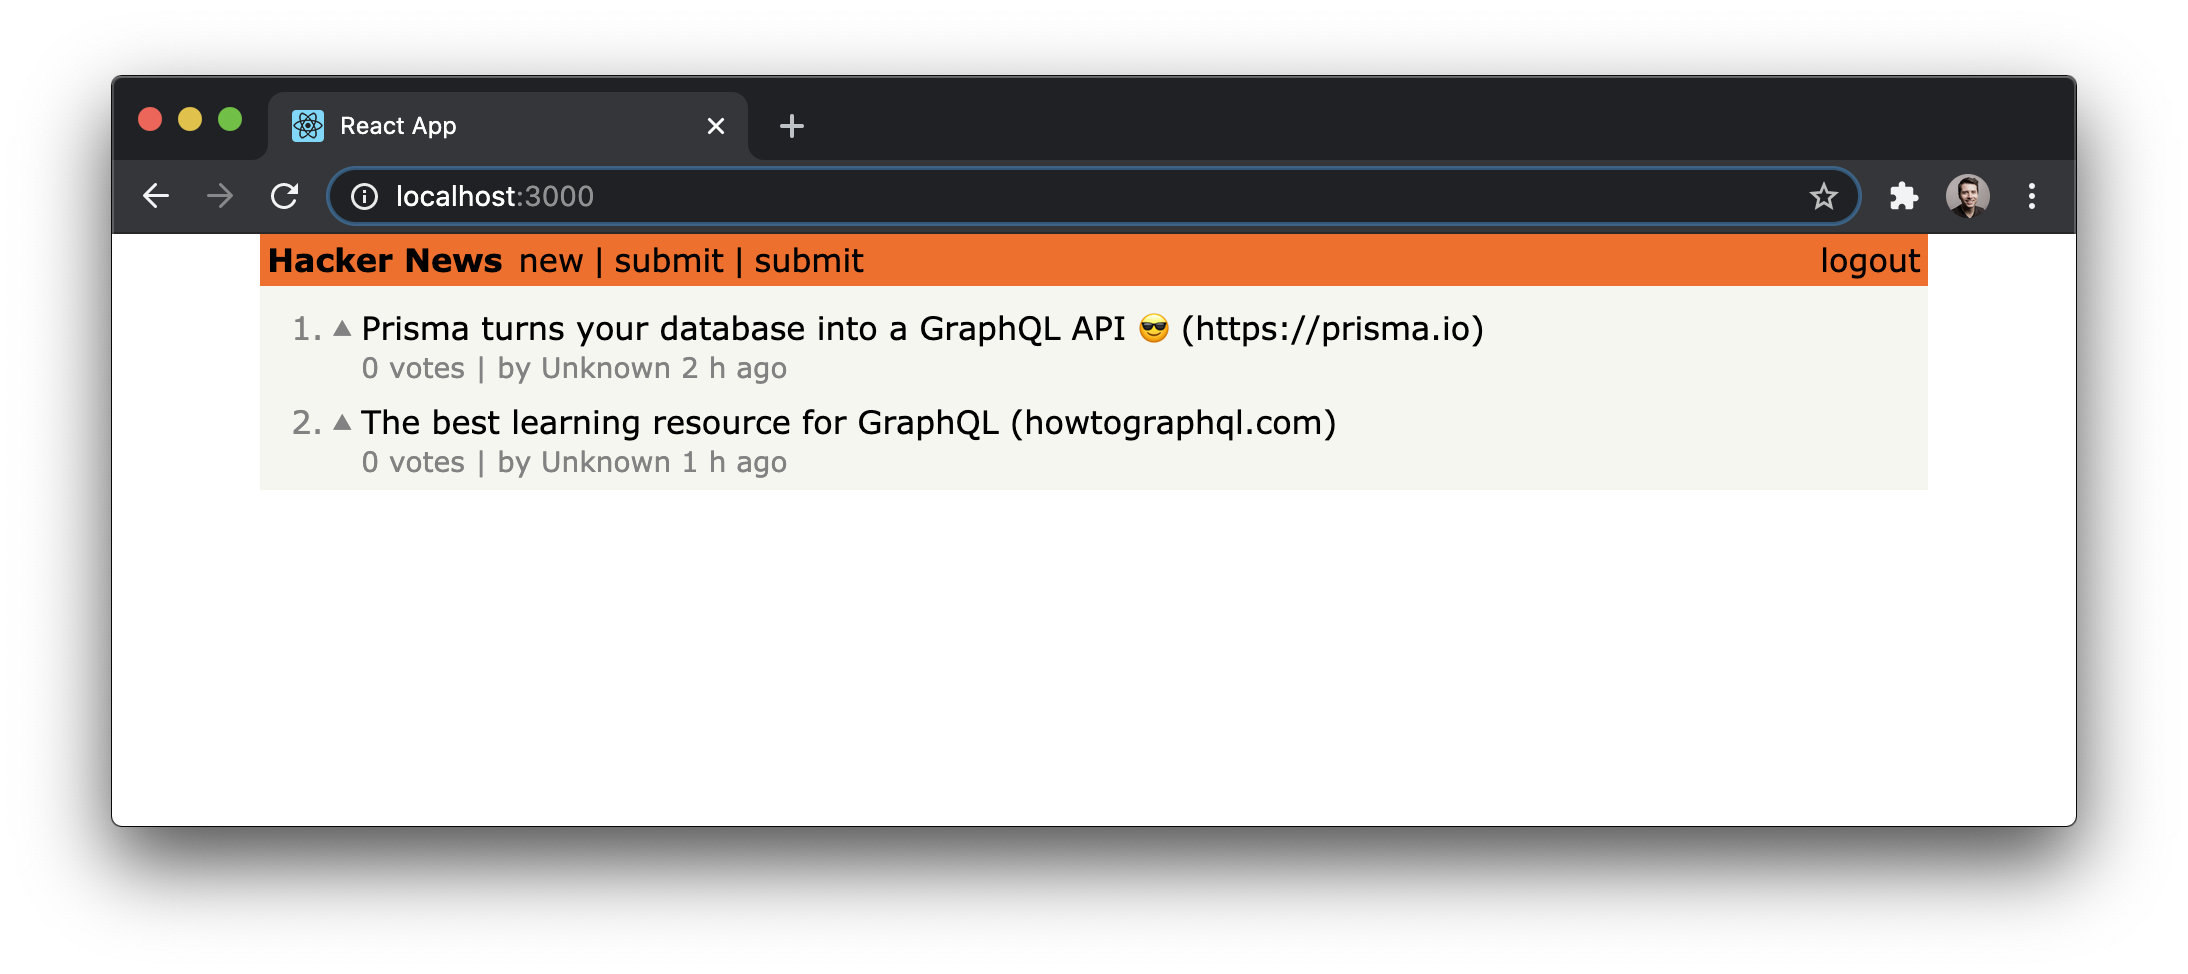 React App
localhost:3000
Hacker News new | submit | submit logout
1. ▲ Prisma turns your database into a GraphQL API 😎 (https://prisma.io)
0 votes | by Unknown 2 h ago
2. ▲ The best learning resource for GraphQL (howtographql.com)
0 votes | by Unknown 1 h ago